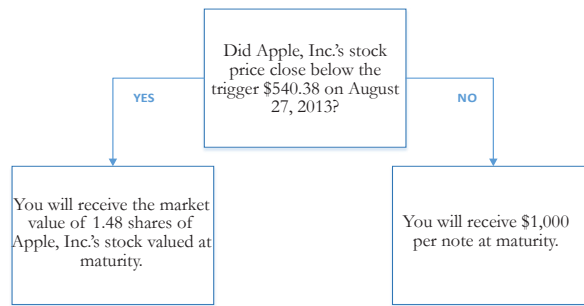 Did Apple, Inc.'s stock
price close below the
trigger $540.38 on August
27, 2013?
YES
NO
You will receive the market
value of 1.48 shares of
Apple, Inc.'s stock valued at
maturity.
You will receive $1,000
per note at maturity.